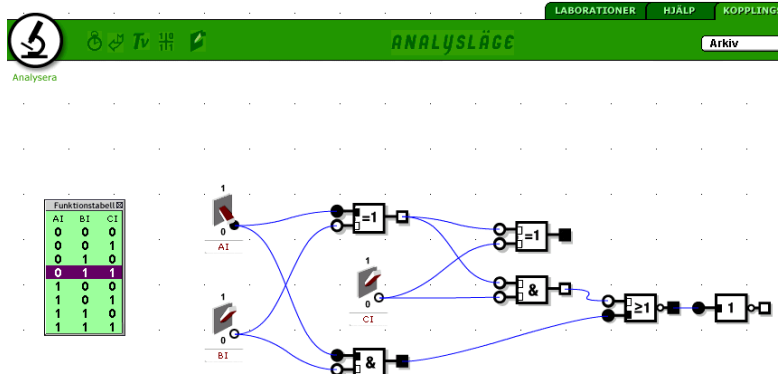 LABORATIONER HJÄLP KOPPLINGS
Tv ANALYSLÄGE Arkiv
Analysera
Funktionstabell
AI BI CI
0 0 0
0 0 1
0 1 0
0 1 1
1 0 0
1 0 1
1 1 0
1 1 1
1
0
AI
1
0
BI
=1
1
0
CI
&
=1
&
≥1
1